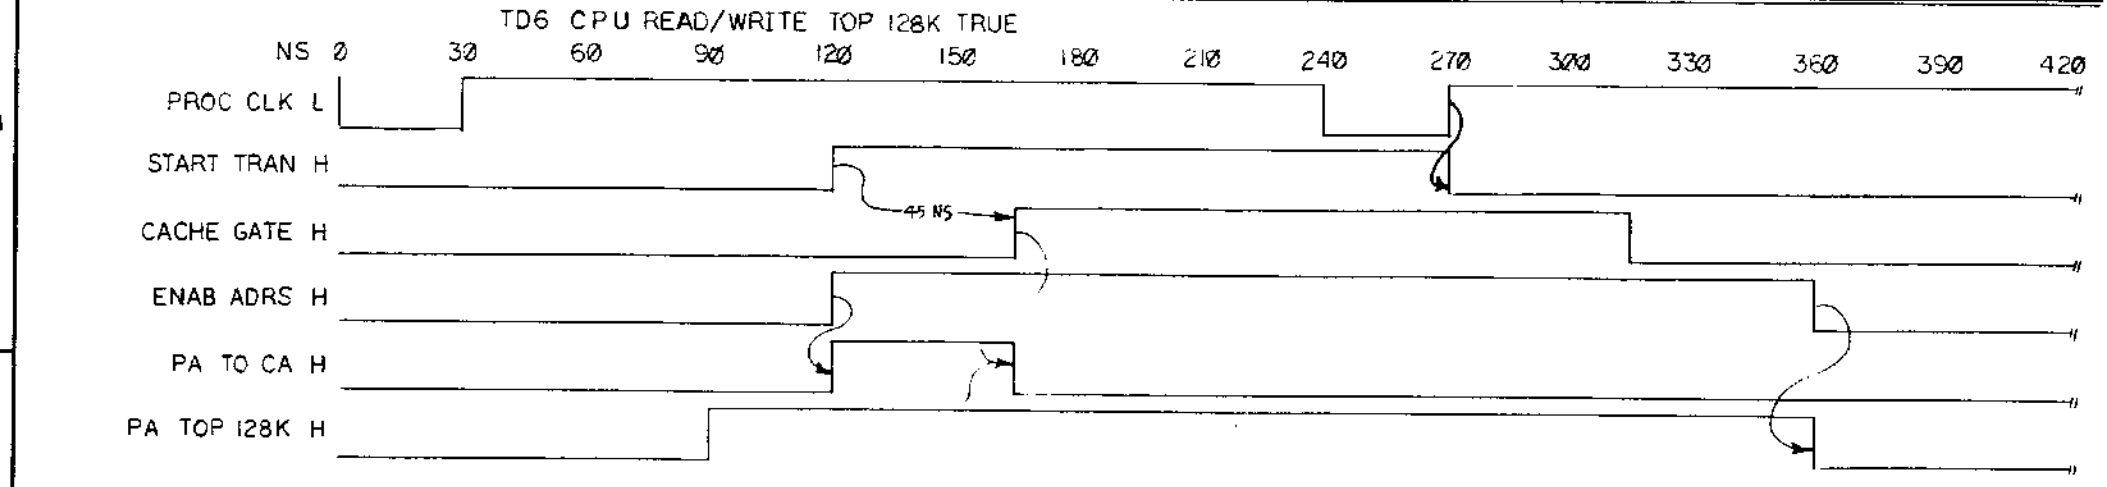 TD6 CPU READ/WRITE TOP 128K TRUE
NS 0 30 60 90 120 150 180 210 240 270 300 330 360 390 420
PROC CLK L
START TRAN H
45 NS
CACHE GATE H
ENAB ADRS H
PA TO CA H
PA TOP 128K H